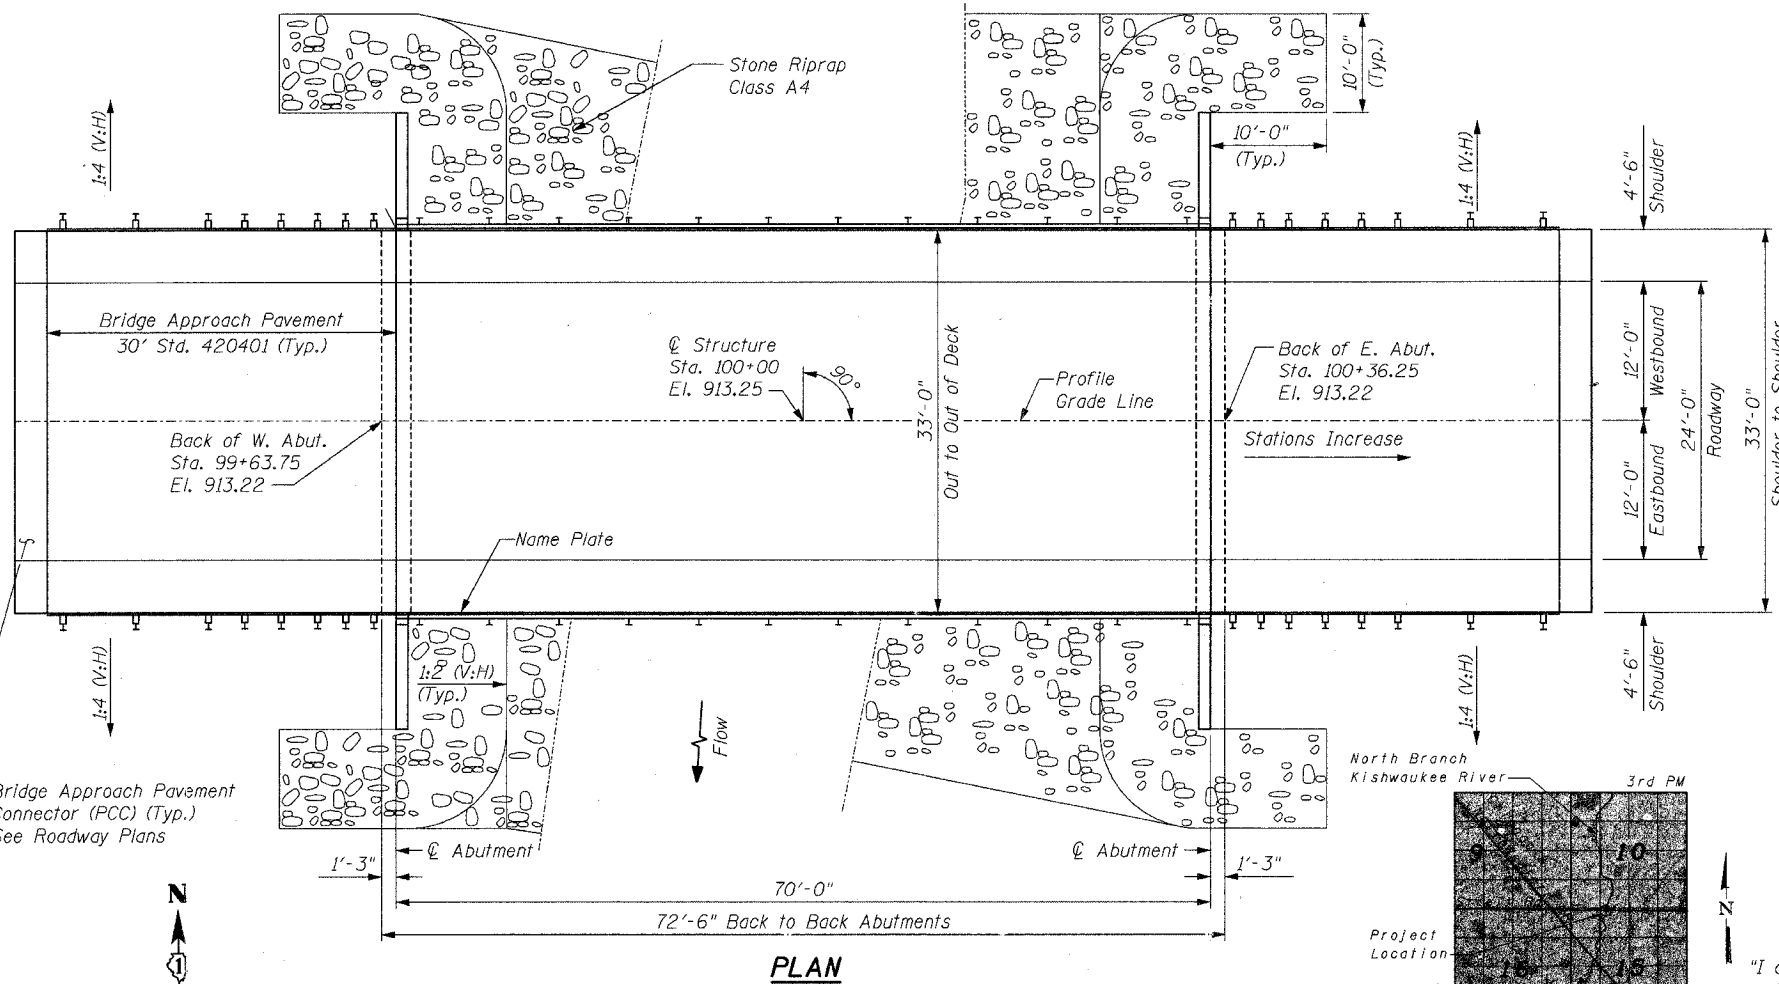 Stone Riprap
Class A4
10'-0"
(Typ.)
10'-0"
(Typ.)
1:4 (V:H)
1:4 (V:H)
4'-6"
Shoulder
Bridge Approach Pavement
30' Std. 420401 (Typ.)
℄ Structure
Sta. 100+00
El. 913.25
90°
33'-0"
Out to Out of Deck
Profile
Grade Line
Back of E. Abut.
Sta. 100+36.25
El. 913.22
12'-0"
Westbound
24'-0"
Roadway
33'-0"
Shoulder to Shoulder
Back of W. Abut.
Sta. 99+63.75
El. 913.22
Stations Increase
12'-0"
Eastbound
Name Plate
1:2 (V:H)
(Typ.)
1:4 (V:H)
Flow
1:4 (V:H)
4'-6"
Shoulder
Bridge Approach Pavement
Connector (PCC) (Typ.)
See Roadway Plans
North Branch
Kishwaukee River
3rd PM
9
10
℄ Abutment
℄ Abutment
1'-3"
1'-3"
70'-0"
72'-6" Back to Back Abutments
N
N
Project
Location
16
15
PLAN